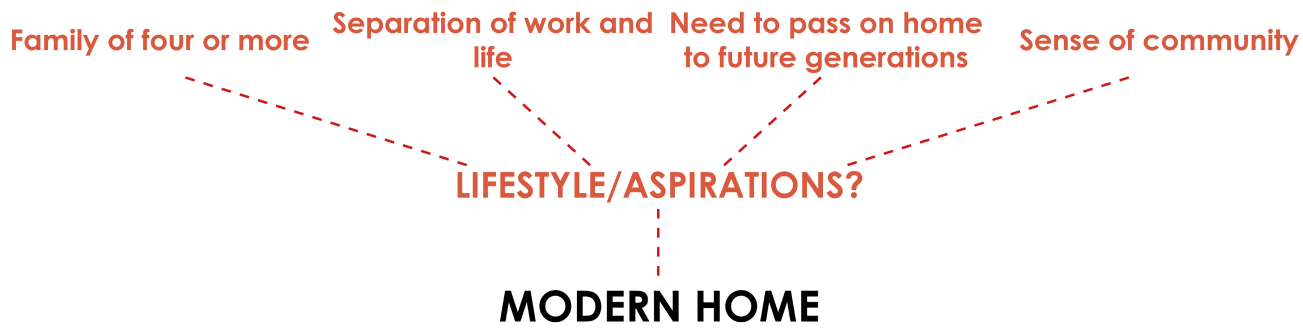 Family of four or more
Separation of work and
life
Need to pass on home
to future generations
Sense of community
LIFESTYLE/ASPIRATIONS?
MODERN HOME